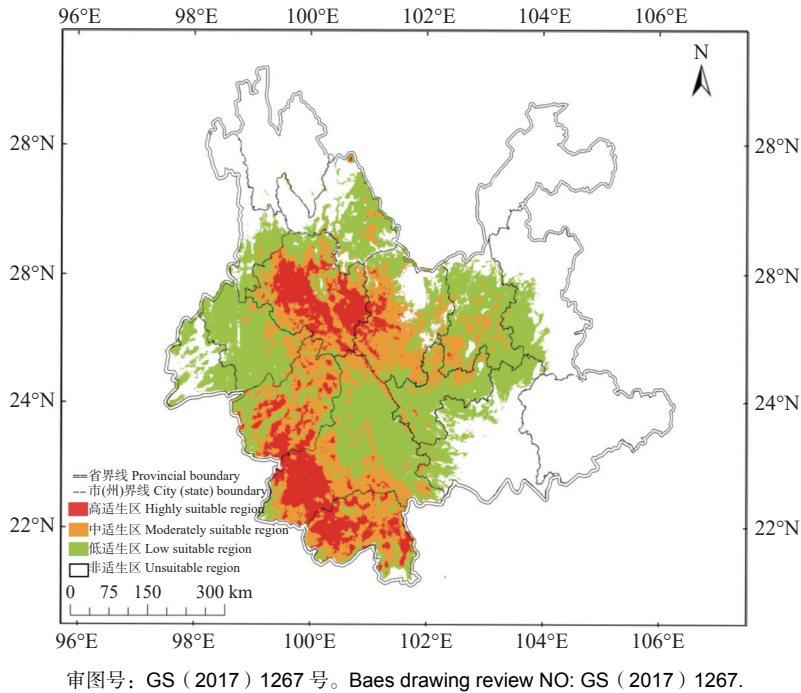 96°E 98°E 100°E 102°E 104°E 106°E
N
28°N 28°N
28°N 28°N
24°N 24°N
省界线 Provincial boundary
市(州)界线 City (state) boundary
高适生区 Highly suitable region
22°N 中适生区 Moderately suitable region 22°N
低适生区 Low suitable region
非适生区 Unsuitable region
0 75 150 300 km
96°E 98°E 100°E 102°E 104°E 106°E
审图号：GS（2017）1267 号。Baes drawing review NO: GS（2017）1267.